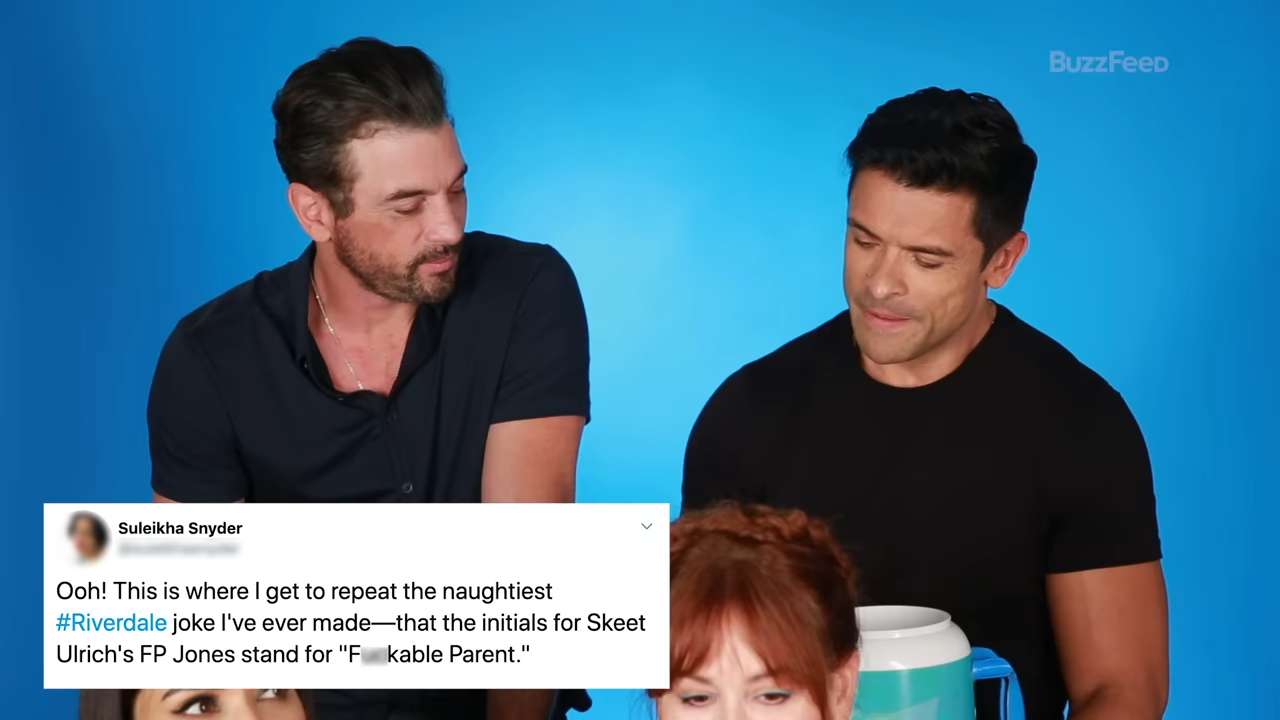 BuzzFeed
Suleikha Snyder
Ooh! This is where I get to repeat the naughtiest
#Riverdale joke I've ever made—that the initials for Skeet
Ulrich's FP Jones stand for "F kable Parent."